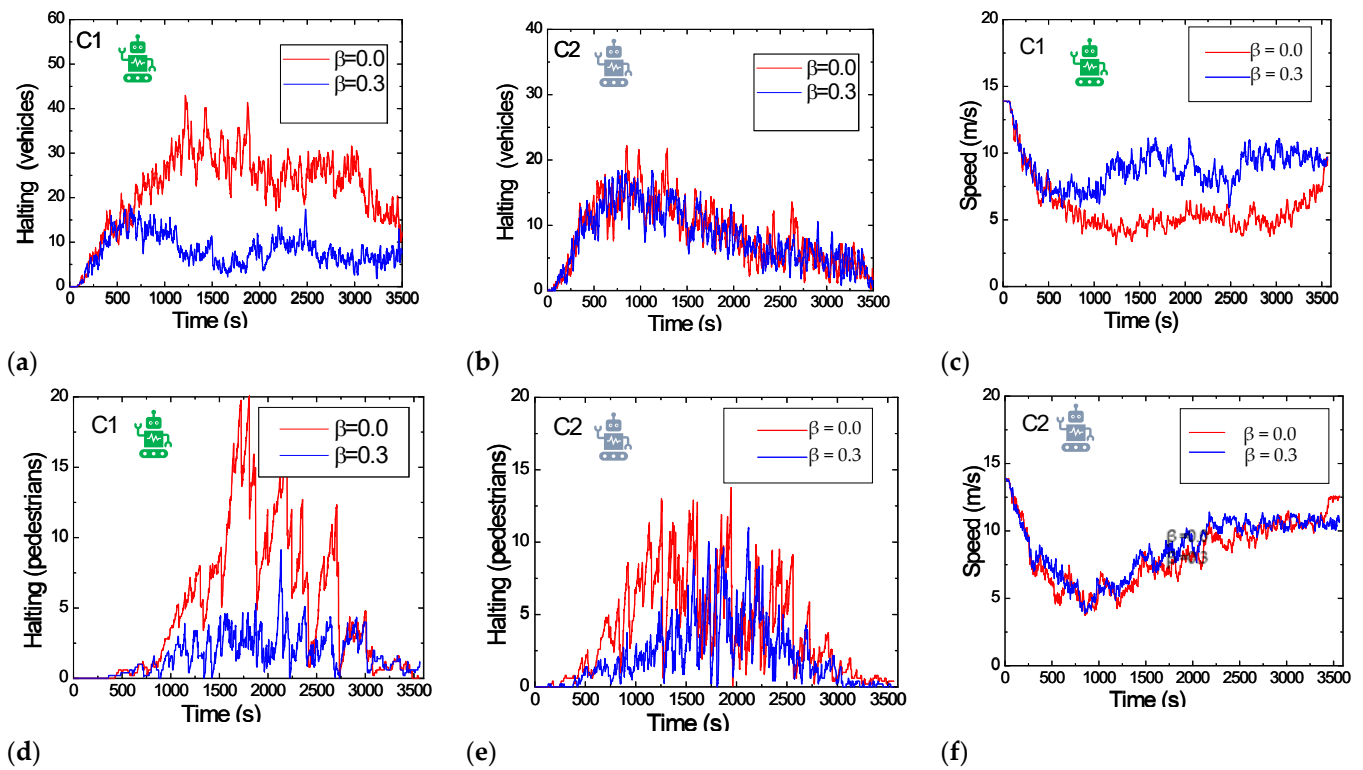 C1
β=0.0
β=0.3
Halting (vehicles)
60
50
40
30
20
10
0
0 500 1000 1500 2000 2500 3000 3500
Time (s)
(a)
C2
β=0.0
β=0.3
Halting (vehicles)
40
30
20
10
0
0 500 1000 1500 2000 2500 3000 3500
Time (s)
(b)
C1
β = 0.0
β = 0.3
Speed (m/s)
20
15
10
5
0
0 500 1000 1500 2000 2500 3000 3500
Time (s)
(c)
C1
β=0.0
β=0.3
Halting (pedestrians)
20
15
10
5
0
0 500 1000 1500 2000 2500 3000 3500
Time (s)
(d)
C2
β = 0.0
β = 0.3
Halting (pedestrians)
20
15
10
5
0
0 500 1000 1500 2000 2500 3000 3500
Time (s)
(e)
C2
β = 0.0
β = 0.3
Speed (m/s)
20
15
10
5
0
0 500 1000 1500 2000 2500 3000 3500
Time (s)
(f)